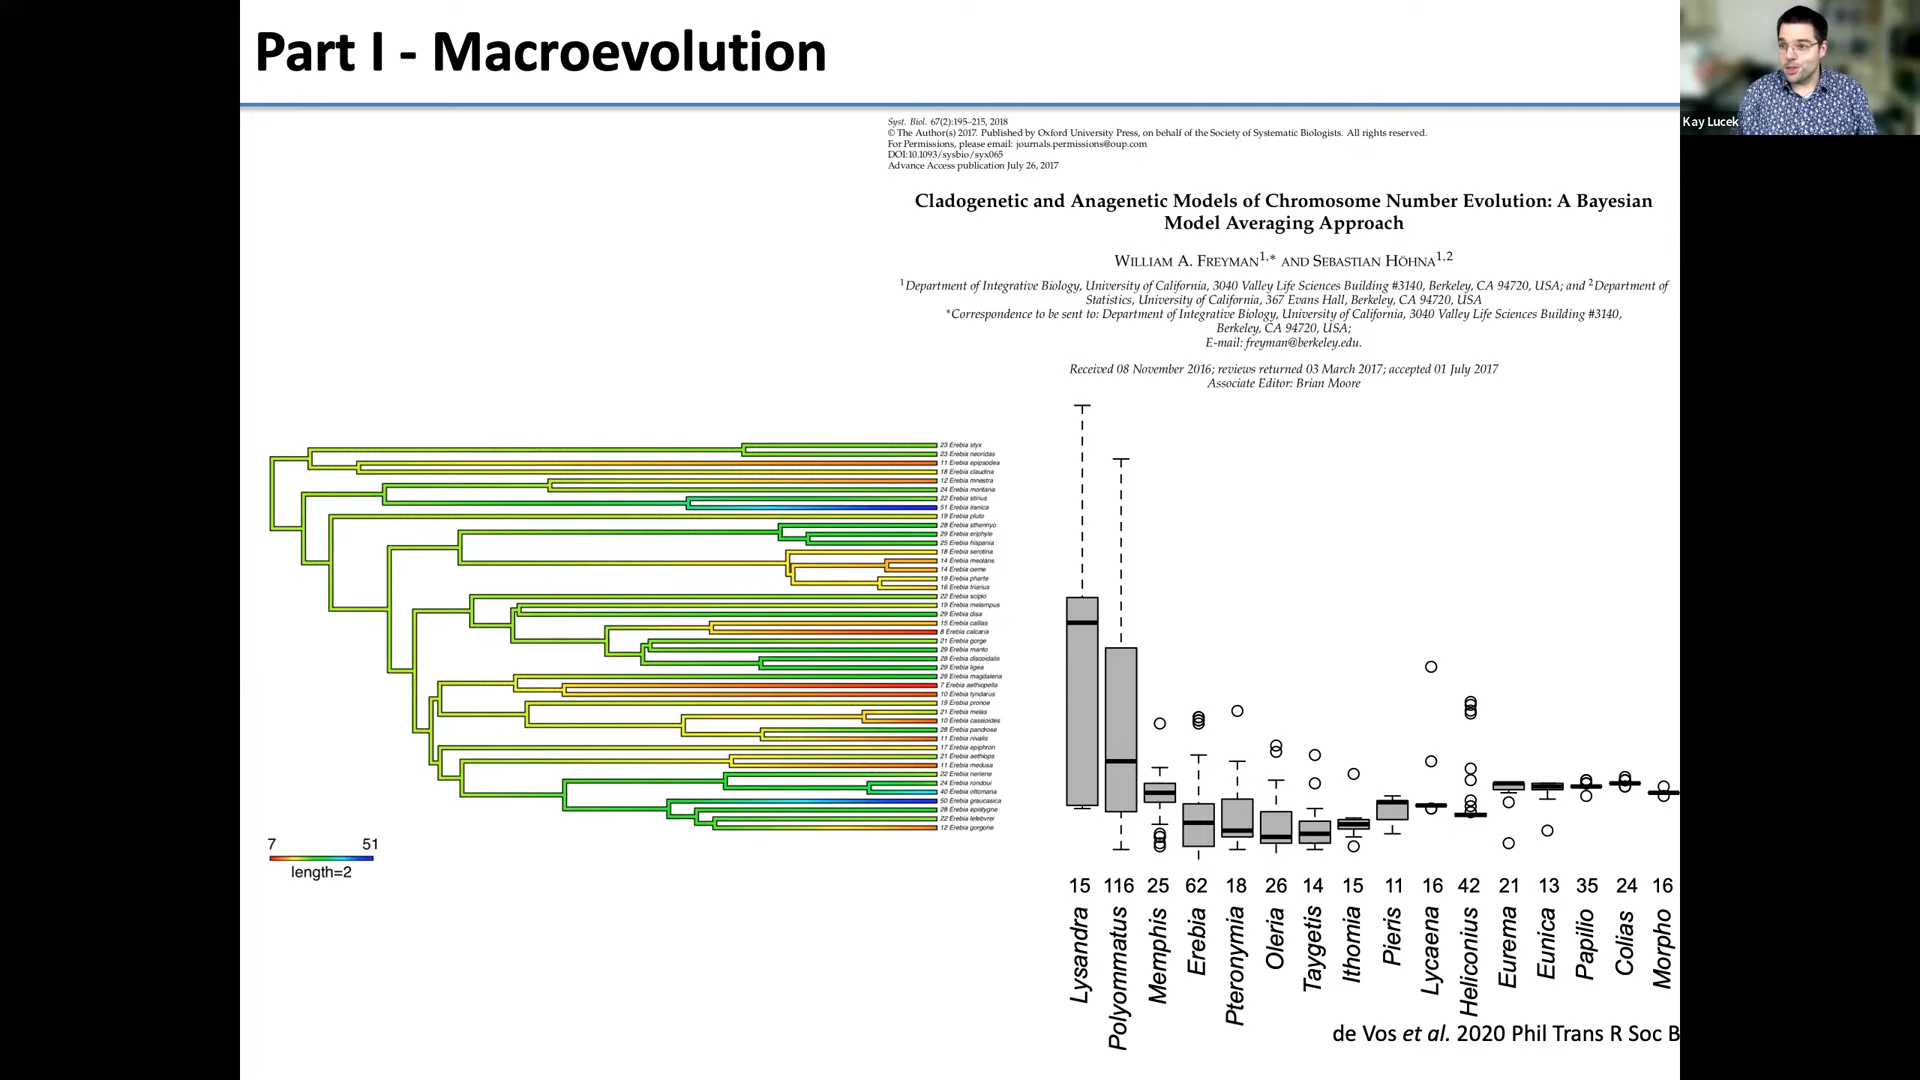 Part I - Macroevolution
Kay Lucek
Syst. Biol. 67(2):195–215, 2018
© The Author(s) 2017. Published by Oxford University Press, on behalf of the Society of Systematic Biologists. All rights reserved.
For Permissions, please email: journals.permissions@oup.com
DOI:10.1093/sysbio/syx065
Advance Access publication July 26, 2017
Cladogenetic and Anagenetic Models of Chromosome Number Evolution: A Bayesian
Model Averaging Approach
WILLIAM A. FREYMAN1,* AND SEBASTIAN HÖHNA1,2
1Department of Integrative Biology, University of California, 3040 Valley Life Sciences Building #3140, Berkeley, CA 94720, USA; and 2Department of
Statistics, University of California, 367 Evans Hall, Berkeley, CA 94720, USA
*Correspondence to be sent to: Department of Integrative Biology, University of California, 3040 Valley Life Sciences Building #3140,
Berkeley, CA 94720, USA;
E-mail: freyman@berkeley.edu.
Received 08 November 2016; reviews returned 03 March 2017; accepted 01 July 2017
Associate Editor: Brian Moore
23 Erebia styx
23 Erebia neoridas
11 Erebia epipsodea
18 Erebia claudina
12 Erebia mnestra
24 Erebia montana
22 Erebia stirius
51 Erebia iranica
19 Erebia pluto
28 Erebia sthennyo
29 Erebia eriphyle
25 Erebia hispania
18 Erebia serotina
14 Erebia meolans
14 Erebia oeme
19 Erebia pharte
16 Erebia triarius
22 Erebia scipio
19 Erebia melampus
29 Erebia disa
15 Erebia callias
8 Erebia calcaria
21 Erebia gorge
29 Erebia manto
28 Erebia discoidalis
29 Erebia ligea
29 Erebia magdalena
7 Erebia aethiopella
10 Erebia tyndarus
19 Erebia pronoe
21 Erebia melas
10 Erebia cassioides
28 Erebia pandrose
11 Erebia nivalis
17 Erebia epiphron
21 Erebia aethiops
11 Erebia medusa
22 Erebia neriene
24 Erebia rondoui
40 Erebia ottomana
50 Erebia graucasica
28 Erebia epistygne
22 Erebia lefebvrei
12 Erebia gorgone
7 51
length=2
15 116 25 62 18 26 14 15 11 16 42 21 13 35 24 16
Lysandra
Polyommatus
Memphis
Erebia
Pteronymia
Oleria
Taygetis
Ithomia
Pieris
Lycaena
Heliconius
Eurema
Eunica
Papilio
Colias
Morpho
de Vos et al. 2020 Phil Trans R Soc B